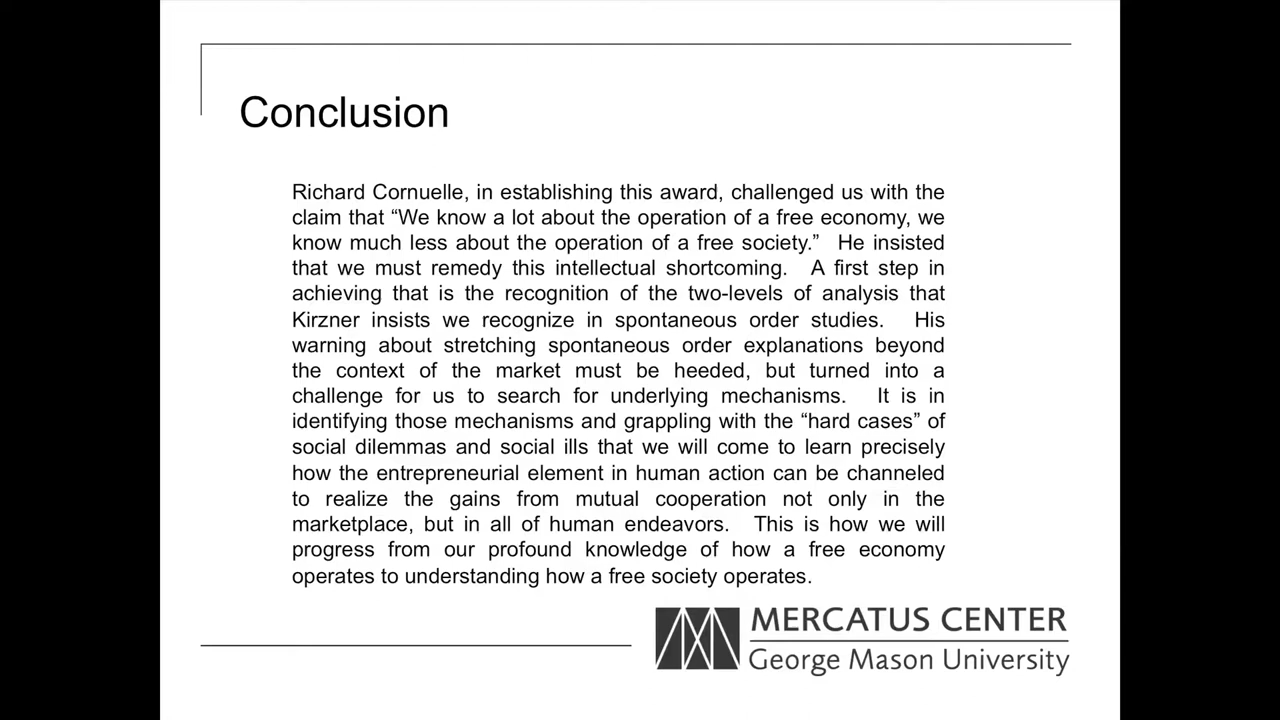 Conclusion
Richard Cornuelle, in establishing this award, challenged us with the
claim that “We know a lot about the operation of a free economy, we
know much less about the operation of a free society.” He insisted
that we must remedy this intellectual shortcoming. A first step in
achieving that is the recognition of the two-levels of analysis that
Kirzner insists we recognize in spontaneous order studies. His
warning about stretching spontaneous order explanations beyond
the context of the market must be heeded, but turned into a
challenge for us to search for underlying mechanisms. It is in
identifying those mechanisms and grappling with the “hard cases” of
social dilemmas and social ills that we will come to learn precisely
how the entrepreneurial element in human action can be channeled
to realize the gains from mutual cooperation not only in the
marketplace, but in all of human endeavors. This is how we will
progress from our profound knowledge of how a free economy
operates to understanding how a free society operates.
MERCATUS CENTER
George Mason University